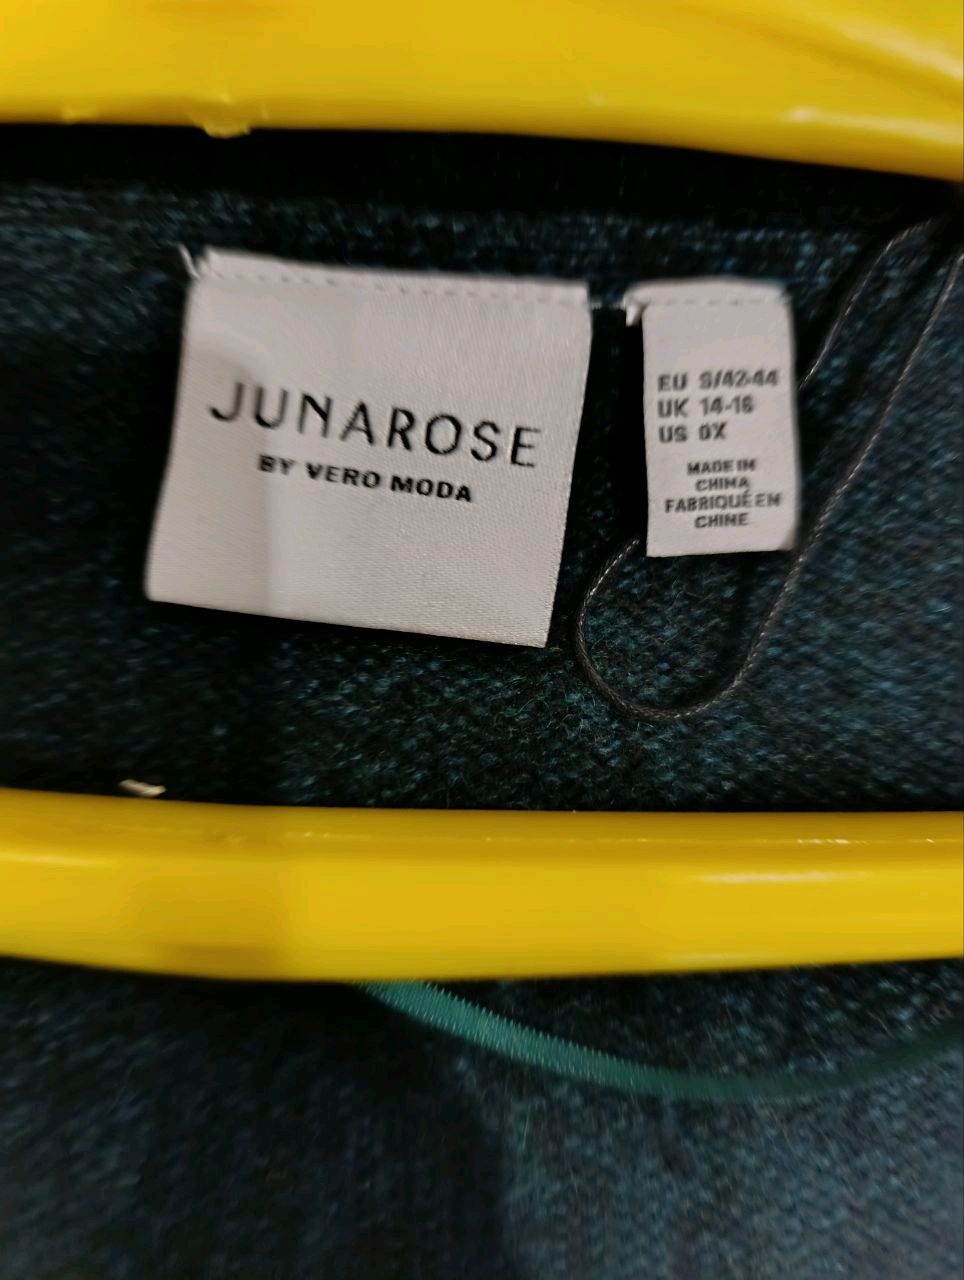 JUNAROSE
BY VERO MODA
EU S/42-44
UK 14-16
US 0X
MADE IN
CHINA
FABRIQUÉ EN
CHINE